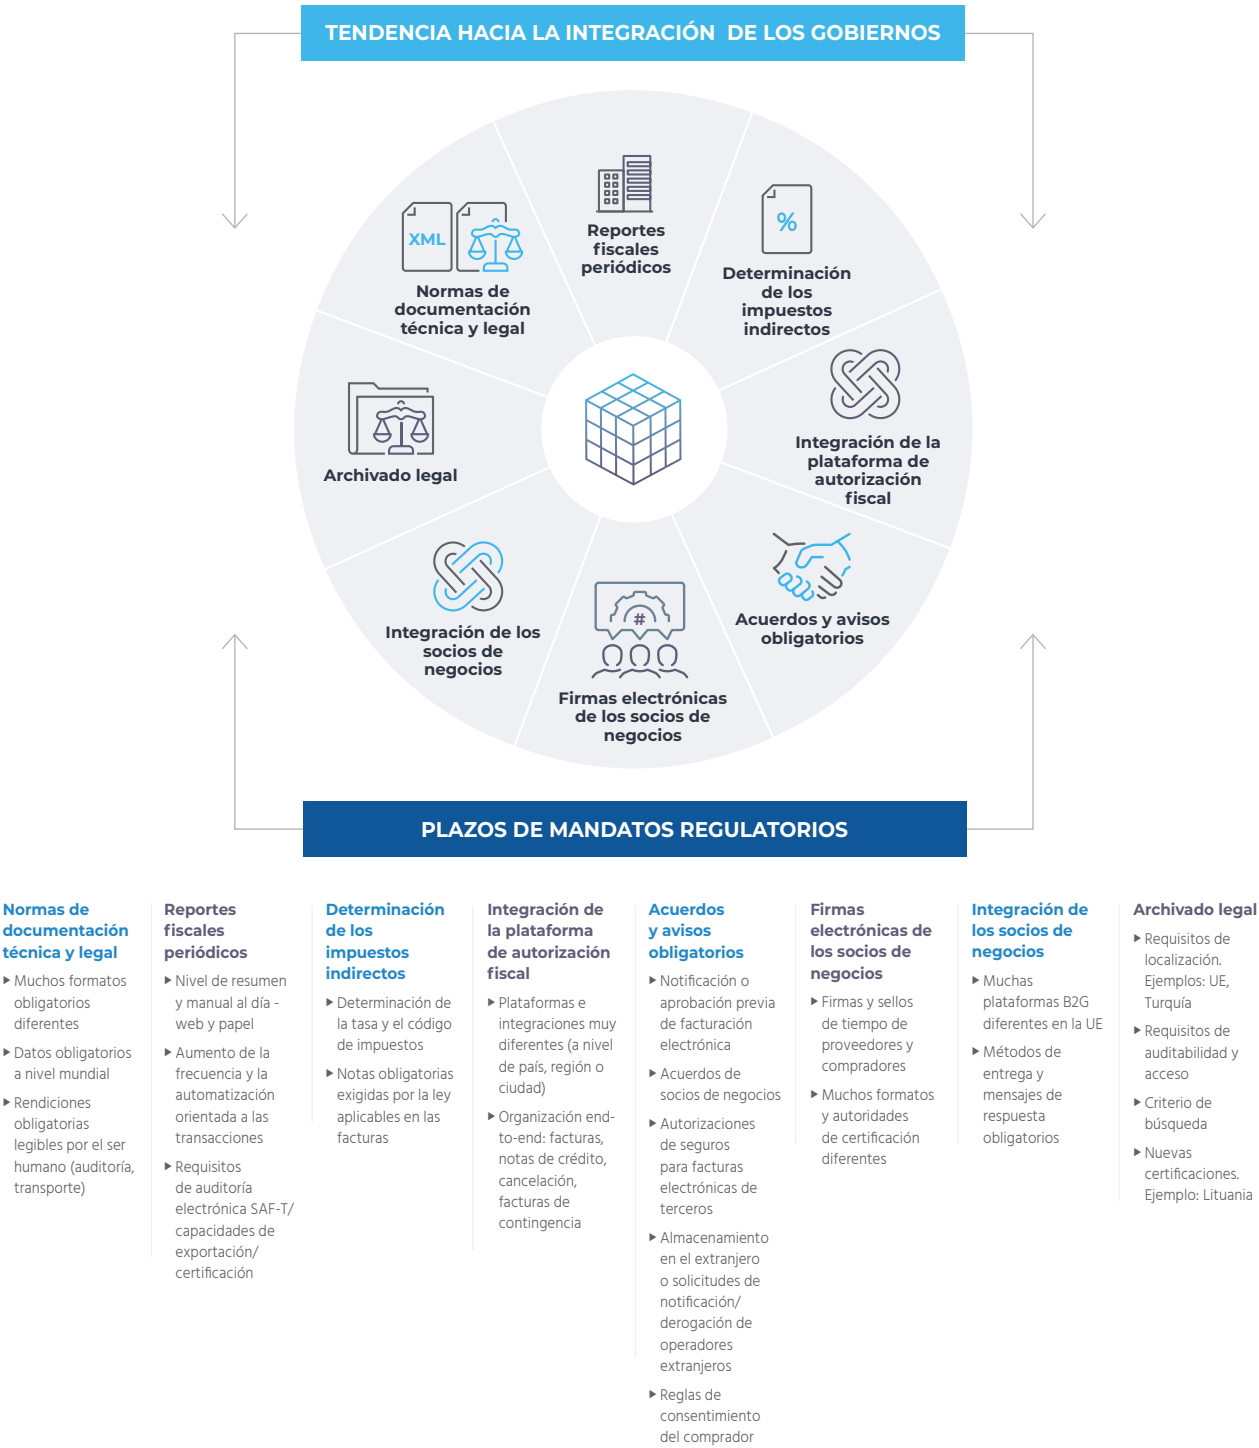 TENDENCIA HACIA LA INTEGRACIÓN DE LOS GOBIERNOS
Reportes
fiscales
periódicos
%
Determinación
de los
impuestos
indirectos
XML
Normas de
documentación
técnica y legal
Integración de la
plataforma de
autorización
fiscal
Archivado legal
Acuerdos y avisos
obligatorios
Integración de los
socios de
negocios
#
Firmas electrónicas
de los socios de
negocios
PLAZOS DE MANDATOS REGULATORIOS
Normas de
documentación
técnica y legal
Muchos formatos
obligatorios
diferentes
Datos obligatorios
a nivel mundial
Rendiciones
obligatorias
legibles por el ser
humano (auditoría,
transporte)
Reportes
fiscales
periódicos
Nivel de resumen
y manual al día -
web y papel
Aumento de la
frecuencia y la
automatización
orientada a las
transacciones
Requisitos
de auditoría
electrónica SAF-T/
capacidades de
exportación/
certificación
Determinación
de los
impuestos
indirectos
Determinación de
la tasa y el código
de impuestos
Notas obligatorias
exigidas por la ley
aplicables en las
facturas
Integración de
la plataforma
de autorización
fiscal
Plataformas e
integraciones muy
diferentes (a nivel
de país, región o
ciudad)
Organización end-
to-end: facturas,
notas de crédito,
cancelación,
facturas de
contingencia
Acuerdos
y avisos
obligatorios
Notificación o
aprobación previa
de facturación
electrónica
Acuerdos de
socios de negocios
Autorizaciones
de seguros
para facturas
electrónicas de
terceros
Almacenamiento
en el extranjero
o solicitudes de
notificación/
derogación de
operadores
extranjeros
Reglas de
consentimiento
del comprador
Firmas
electrónicas de
los socios de
negocios
Firmas y sellos
de tiempo de
proveedores y
compradores
Muchos formatos
y autoridades
de certificación
diferentes
Integración de
los socios de
negocios
Muchas
plataformas B2G
diferentes en la UE
Métodos de
entrega y
mensajes de
respuesta
obligatorios
Archivado legal
Requisitos de
localización.
Ejemplos: UE,
Turquía
Requisitos de
auditabilidad y
acceso
Criterio de
búsqueda
Nuevas
certificaciones.
Ejemplo: Lituania